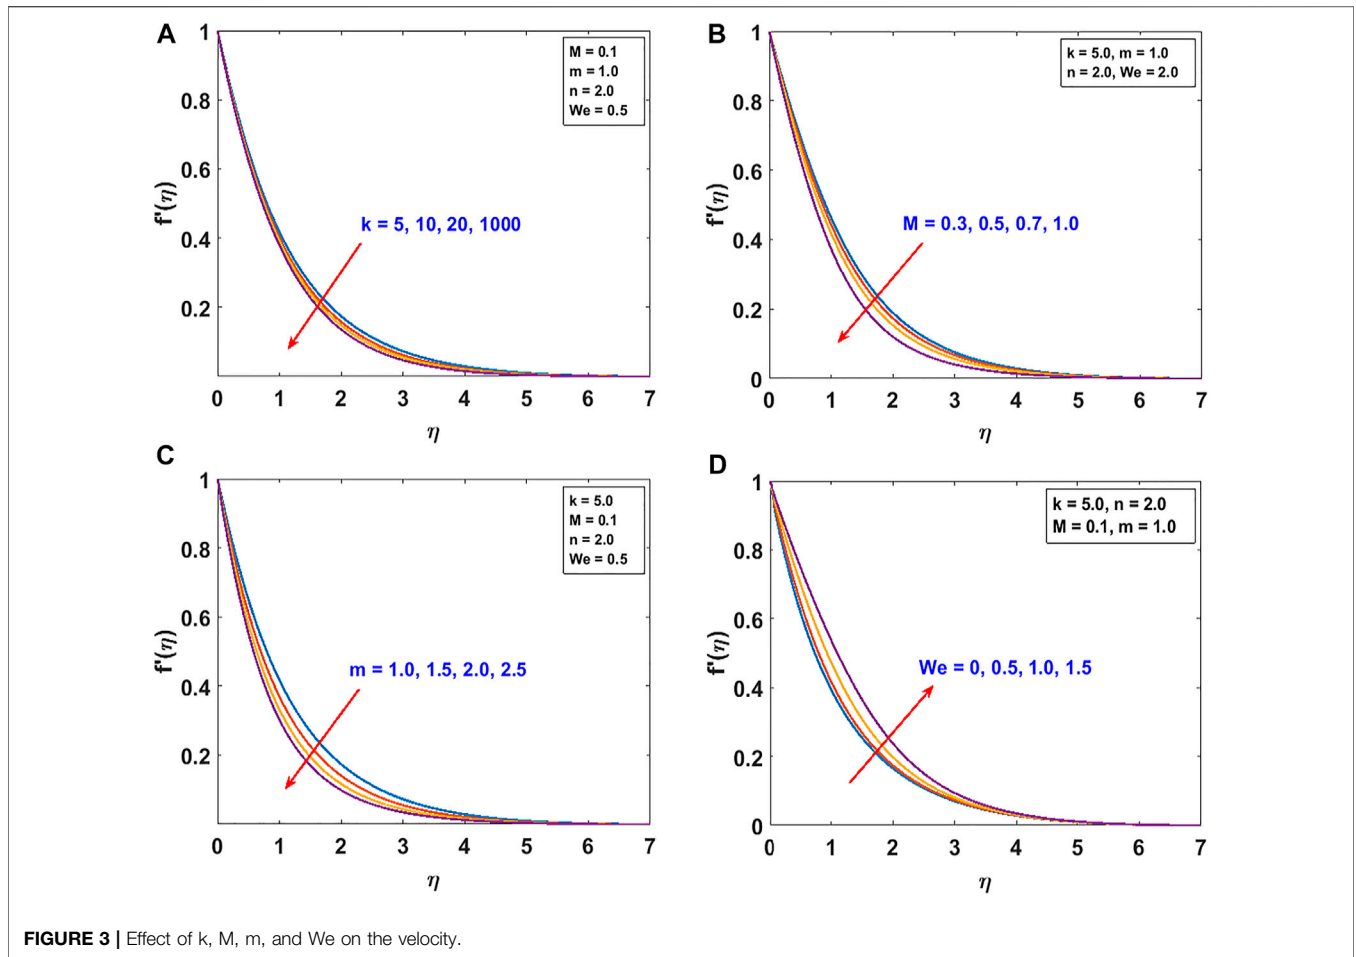 A
1
0.8
0.6
0.4
0.2
0 1 2 3 4 5 6 7
f'(η)
η
M = 0.1
m = 1.0
n = 2.0
We = 0.5
k = 5, 10, 20, 1000
B
1
0.8
0.6
0.4
0.2
0
0 1 2 3 4 5 6 7
f'(η)
η
k = 5.0, m = 1.0
n = 2.0, We = 2.0
M = 0.3, 0.5, 0.7, 1.0
C
1
0.8
0.6
0.4
0.2
0 1 2 3 4 5 6 7
f'(η)
η
k = 5.0
M = 0.1
n = 2.0
We = 0.5
m = 1.0, 1.5, 2.0, 2.5
D
1
0.8
0.6
0.4
0.2
0
0 1 2 3 4 5 6 7
f'(η)
η
k = 5.0, n = 2.0
M = 0.1, m = 1.0
We = 0, 0.5, 1.0, 1.5
FIGURE 3 | Effect of k, M, m, and We on the velocity.